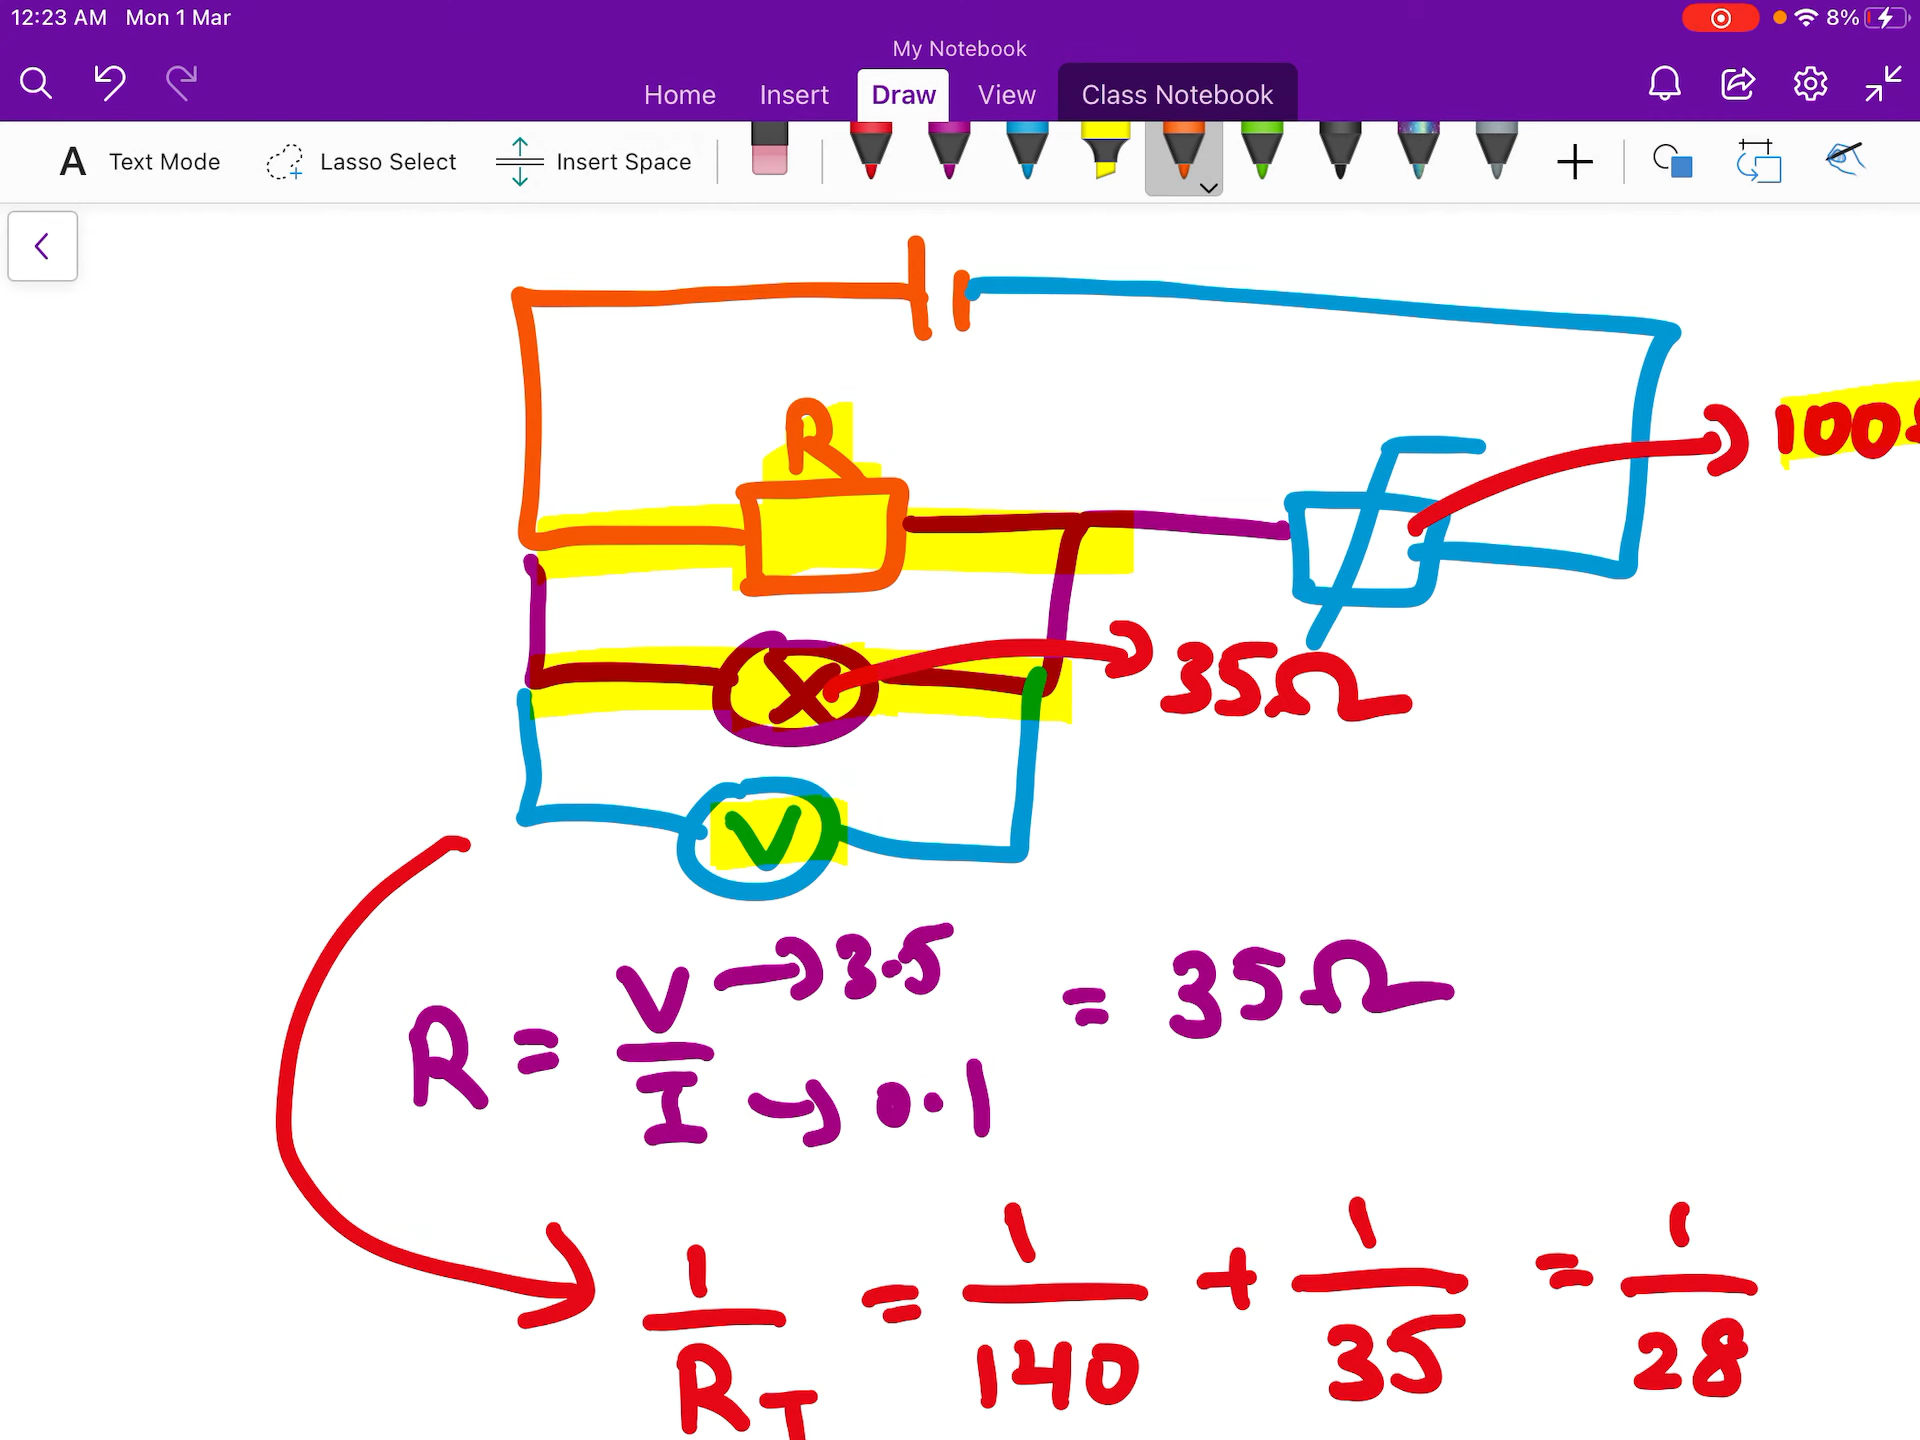 12:23 AM Mon 1 Mar 8%
My Notebook
Home Insert Draw View Class Notebook
A Text Mode Lasso Select Insert Space
R
100
X 35Ω
V
R = V → 3.5 = 35Ω
I → 0.1
1 = 1 + 1 = 1
R_T 140 35 28